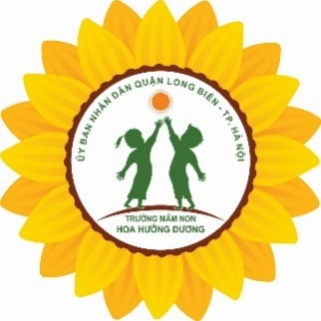 ỦY BAN NHÂN DÂN QUẬN LONG BIÊN - TP. HÀ NỘI
TRƯỜNG MẦM NON
HOA HƯỚNG DƯƠNG